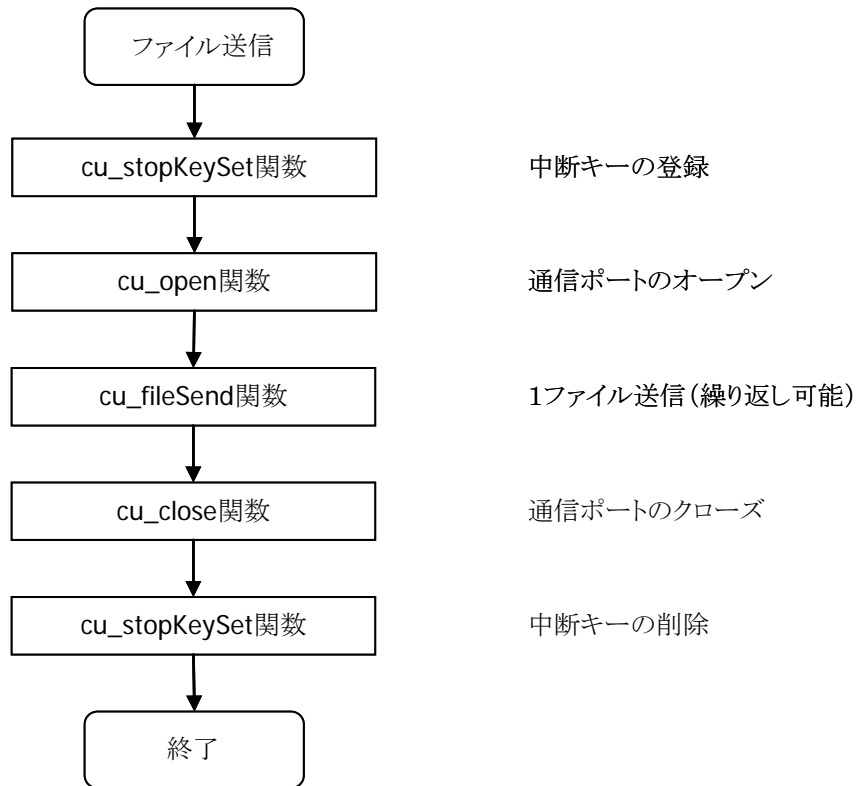 ファイル送信
cu_stopKeySet関数 中断キーの登録
cu_open関数 通信ポートのオープン
cu_fileSend関数 1ファイル送信(繰り返し可能)
cu_close関数 通信ポートのクローズ
cu_stopKeySet関数 中断キーの削除
終了